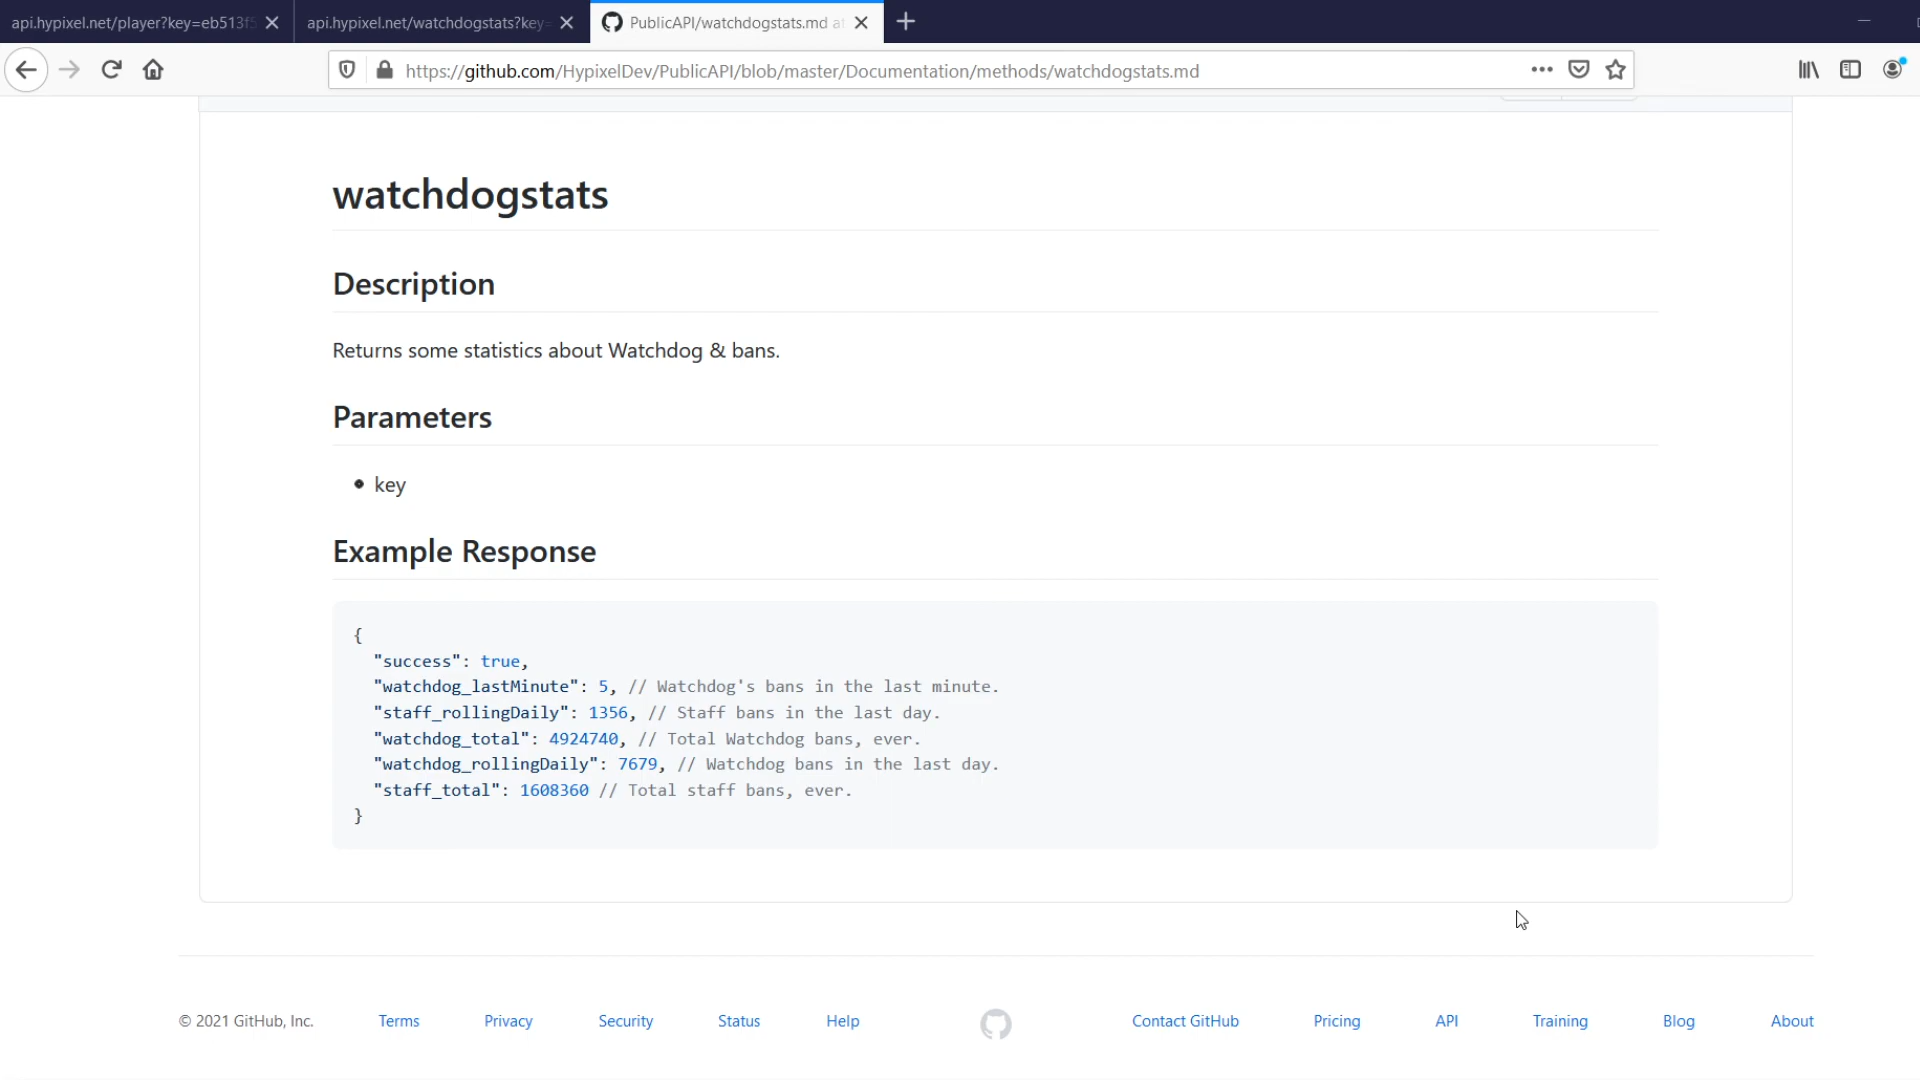 api.hypixel.net/player?key=eb513f5
api.hypixel.net/watchdogstats?key=
PublicAPI/watchdogstats.md at
https://github.com/HypixelDev/PublicAPI/blob/master/Documentation/methods/watchdogstats.md
watchdogstats
Description
Returns some statistics about Watchdog & bans.
Parameters
• key
Example Response
{
"success": true,
"watchdog_lastMinute": 5, // Watchdog's bans in the last minute.
"staff_rollingDaily": 1356, // Staff bans in the last day.
"watchdog_total": 4924740, // Total Watchdog bans, ever.
"watchdog_rollingDaily": 7679, // Watchdog bans in the last day.
"staff_total": 1608360 // Total staff bans, ever.
}
© 2021 GitHub, Inc. Terms Privacy Security Status Help Contact GitHub Pricing API Training Blog About